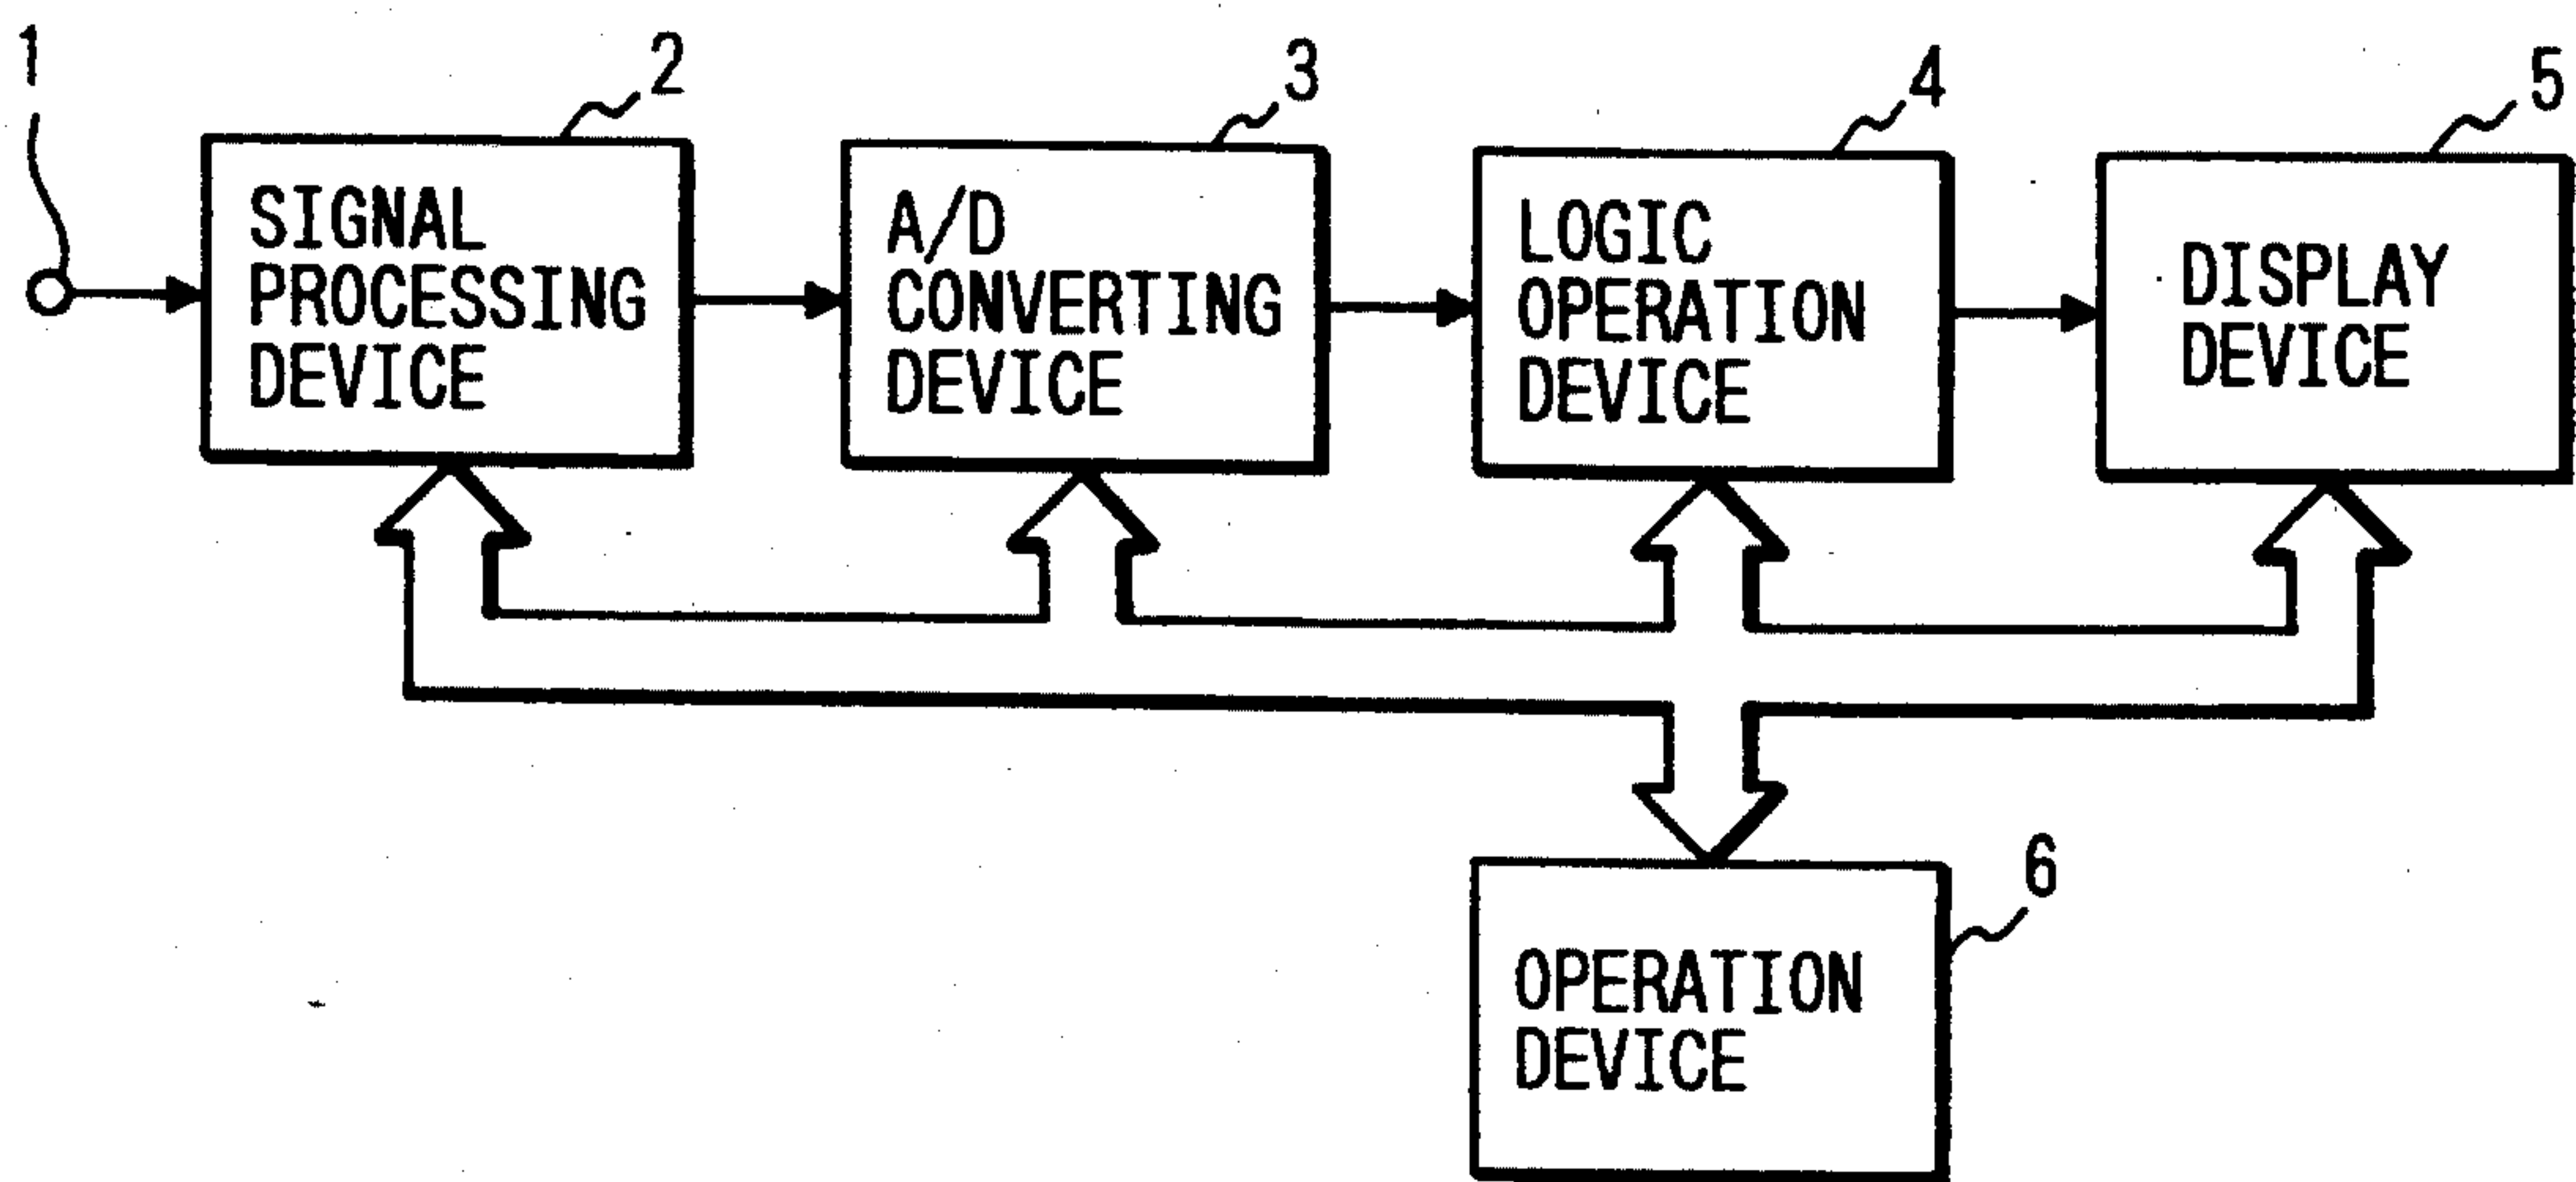 1
2
3
4
5
SIGNAL
PROCESSING
DEVICE
A/D
CONVERTING
DEVICE
LOGIC
OPERATION
DEVICE
DISPLAY
DEVICE
6
OPERATION
DEVICE